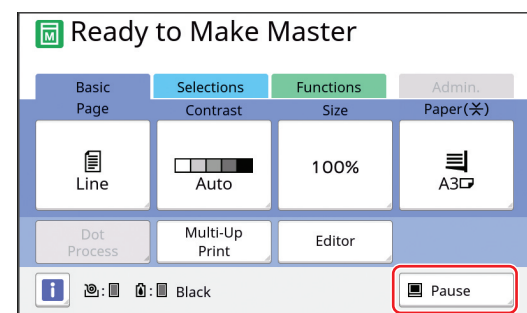 Ready to Make Master
Basic Selections Functions Admin.
Page Contrast Size Paper(⚹)
Line Auto 100% A3
Dot Process Multi-Up Print Editor
Black Pause